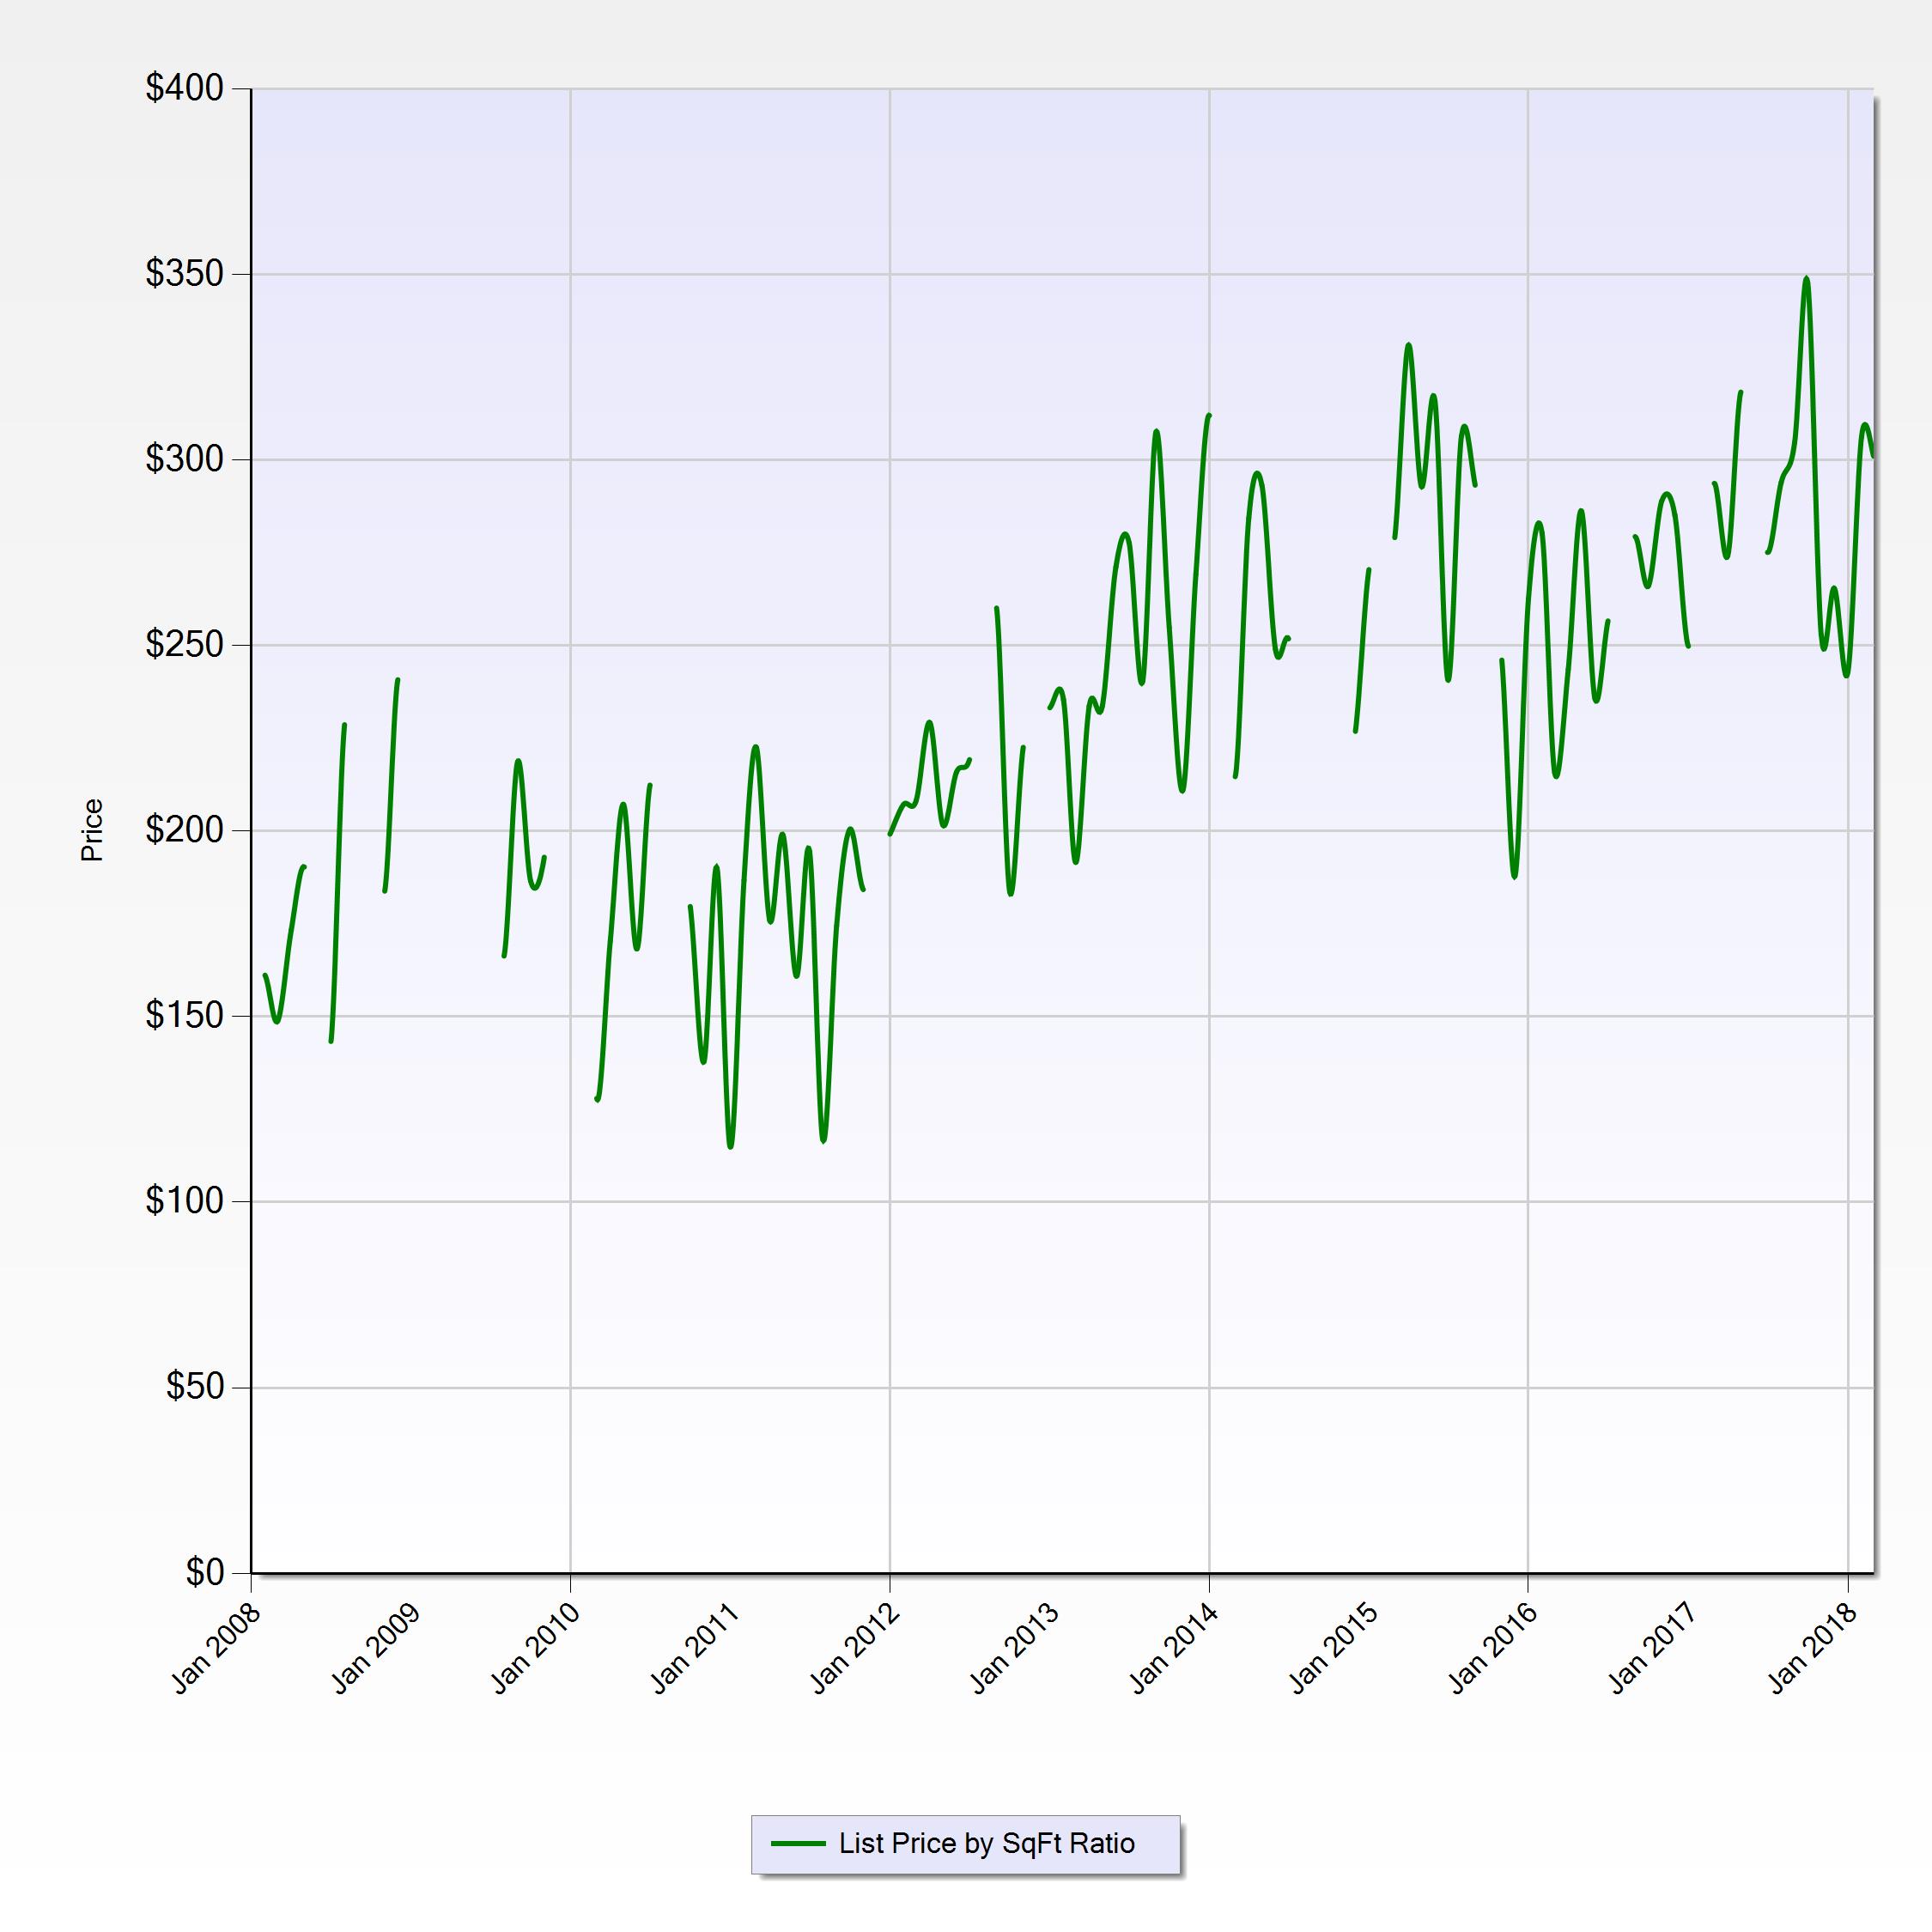 $400
$350
$300
$250
$200
$150
$100
$50
$0
Price
Jan 2008
Jan 2009
Jan 2010
Jan 2011
Jan 2012
Jan 2013
Jan 2014
Jan 2015
Jan 2016
Jan 2017
Jan 2018
List Price by SqFt Ratio